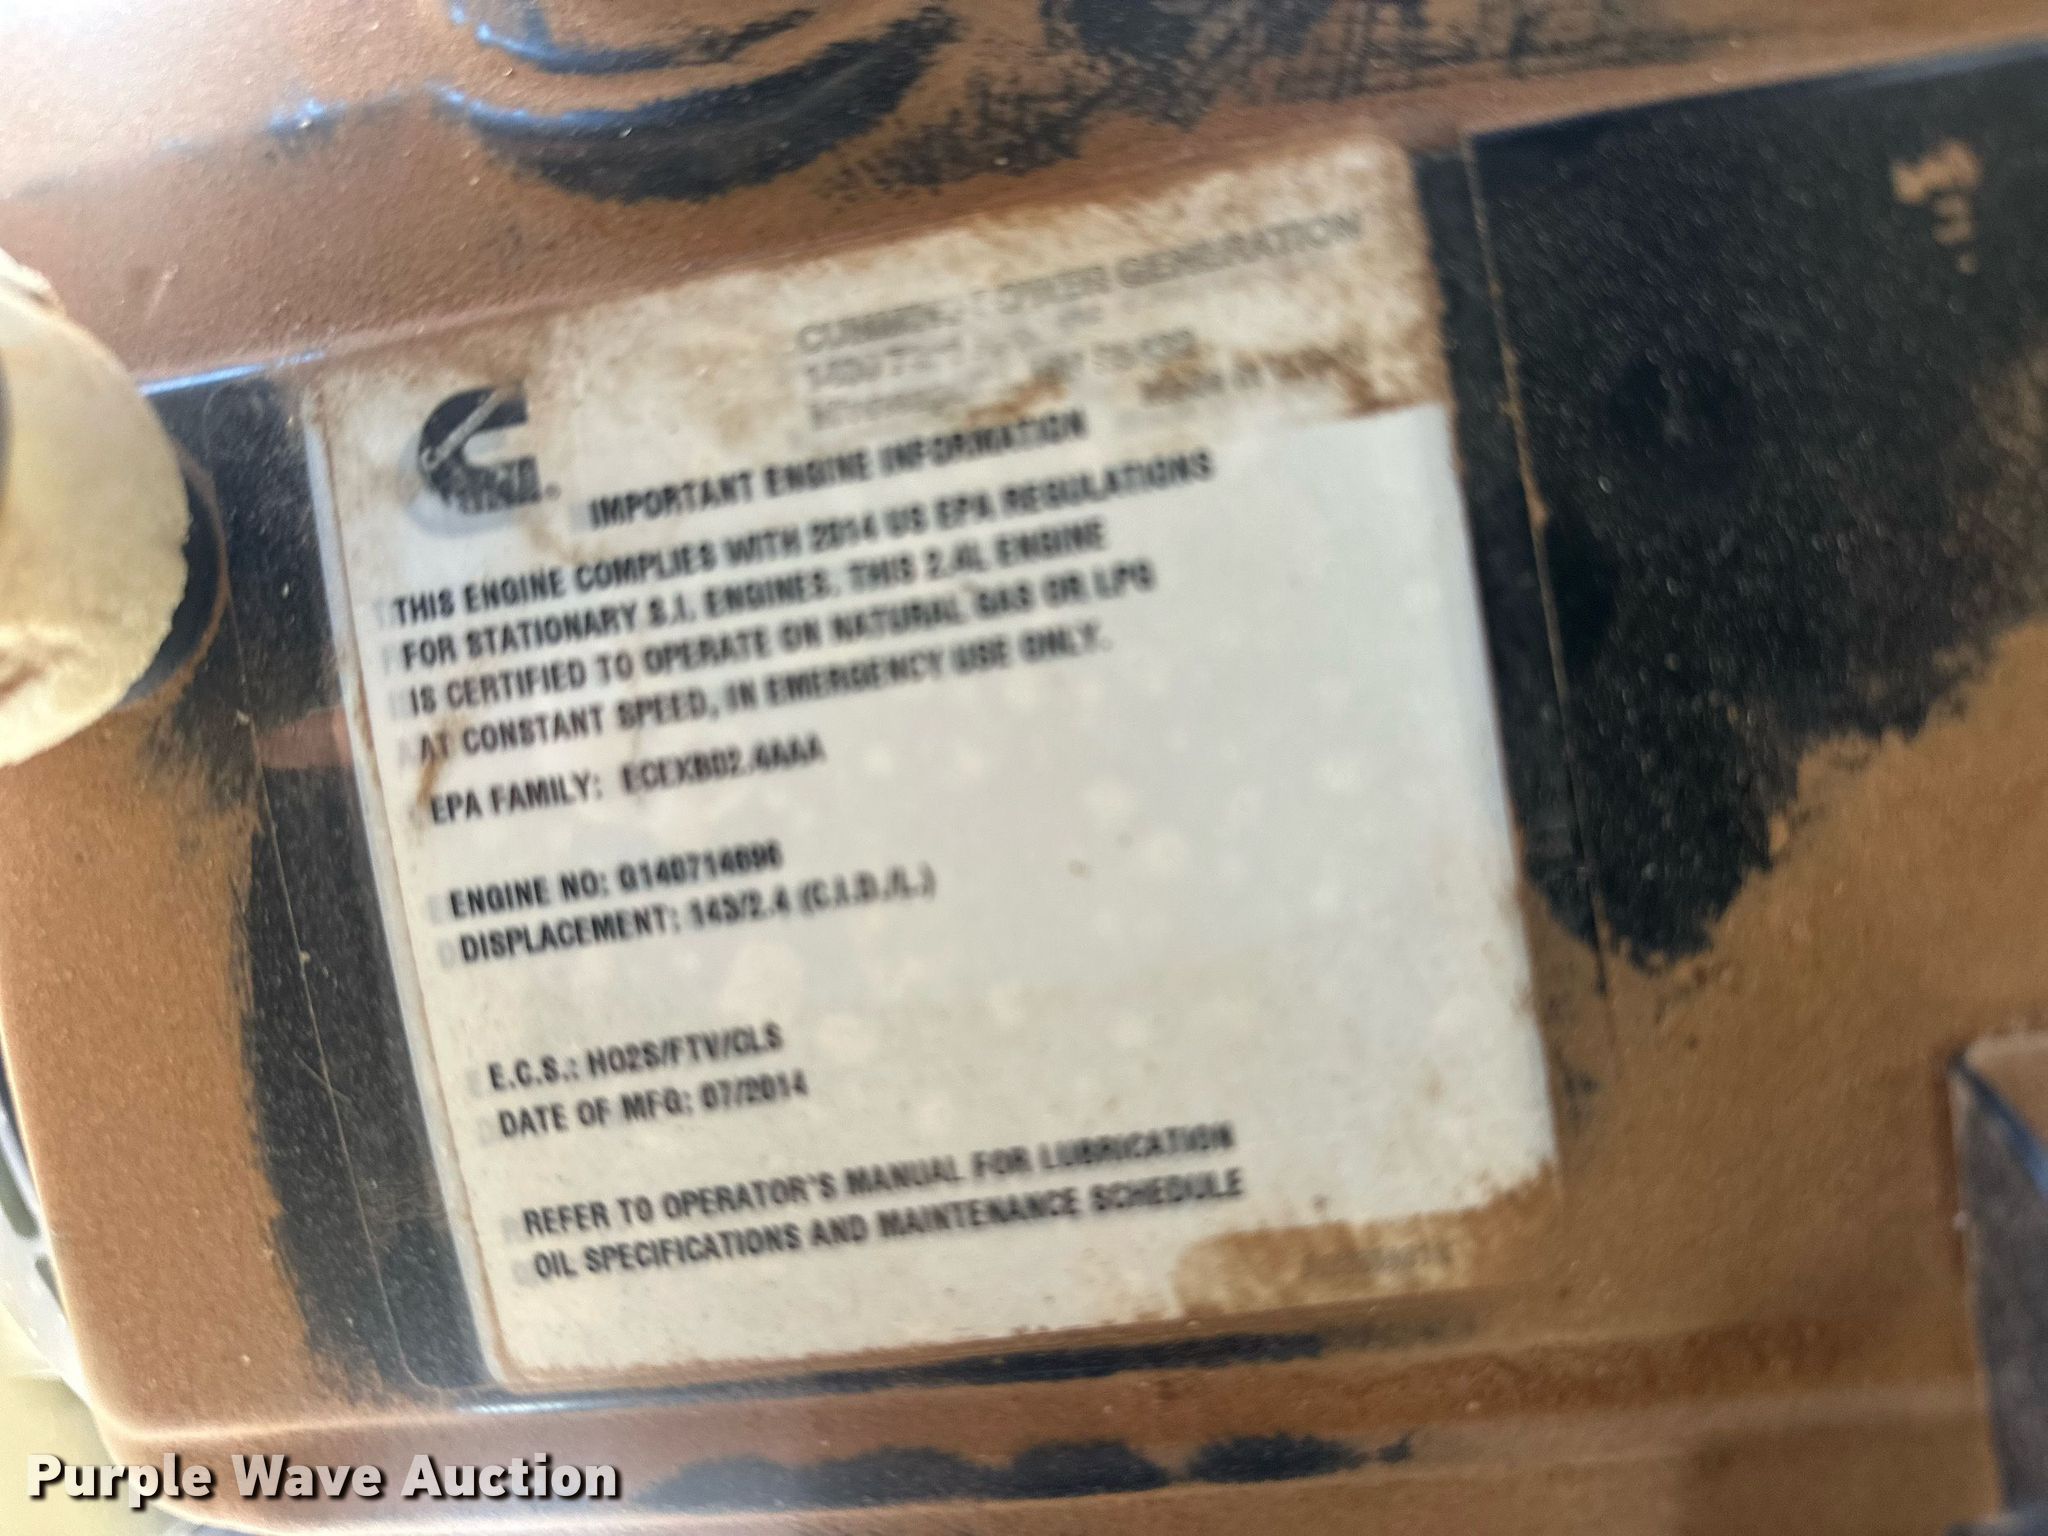 POWER GENERATION
IMPORTANT ENGINE INFORMATION
THIS ENGINE COMPLIES WITH 2014 US EPA REGULATIONS
FOR STATIONARY S.I. ENGINES. THIS 2.4L ENGINE
IS CERTIFIED TO OPERATE ON NATURAL GAS OR LPG
AT CONSTANT SPEED, IN EMERGENCY USE ONLY.
EPA FAMILY: ECEXB02.4AAA
ENGINE NO: G140714696
DISPLACEMENT: 143/2.4 (C.I.D./L.)
E.C.S.: HO2S/FTV/CLS
DATE OF MFG: 07/2014
REFER TO OPERATOR'S MANUAL FOR LUBRICATION
OIL SPECIFICATIONS AND MAINTENANCE SCHEDULE
Purple Wave Auction